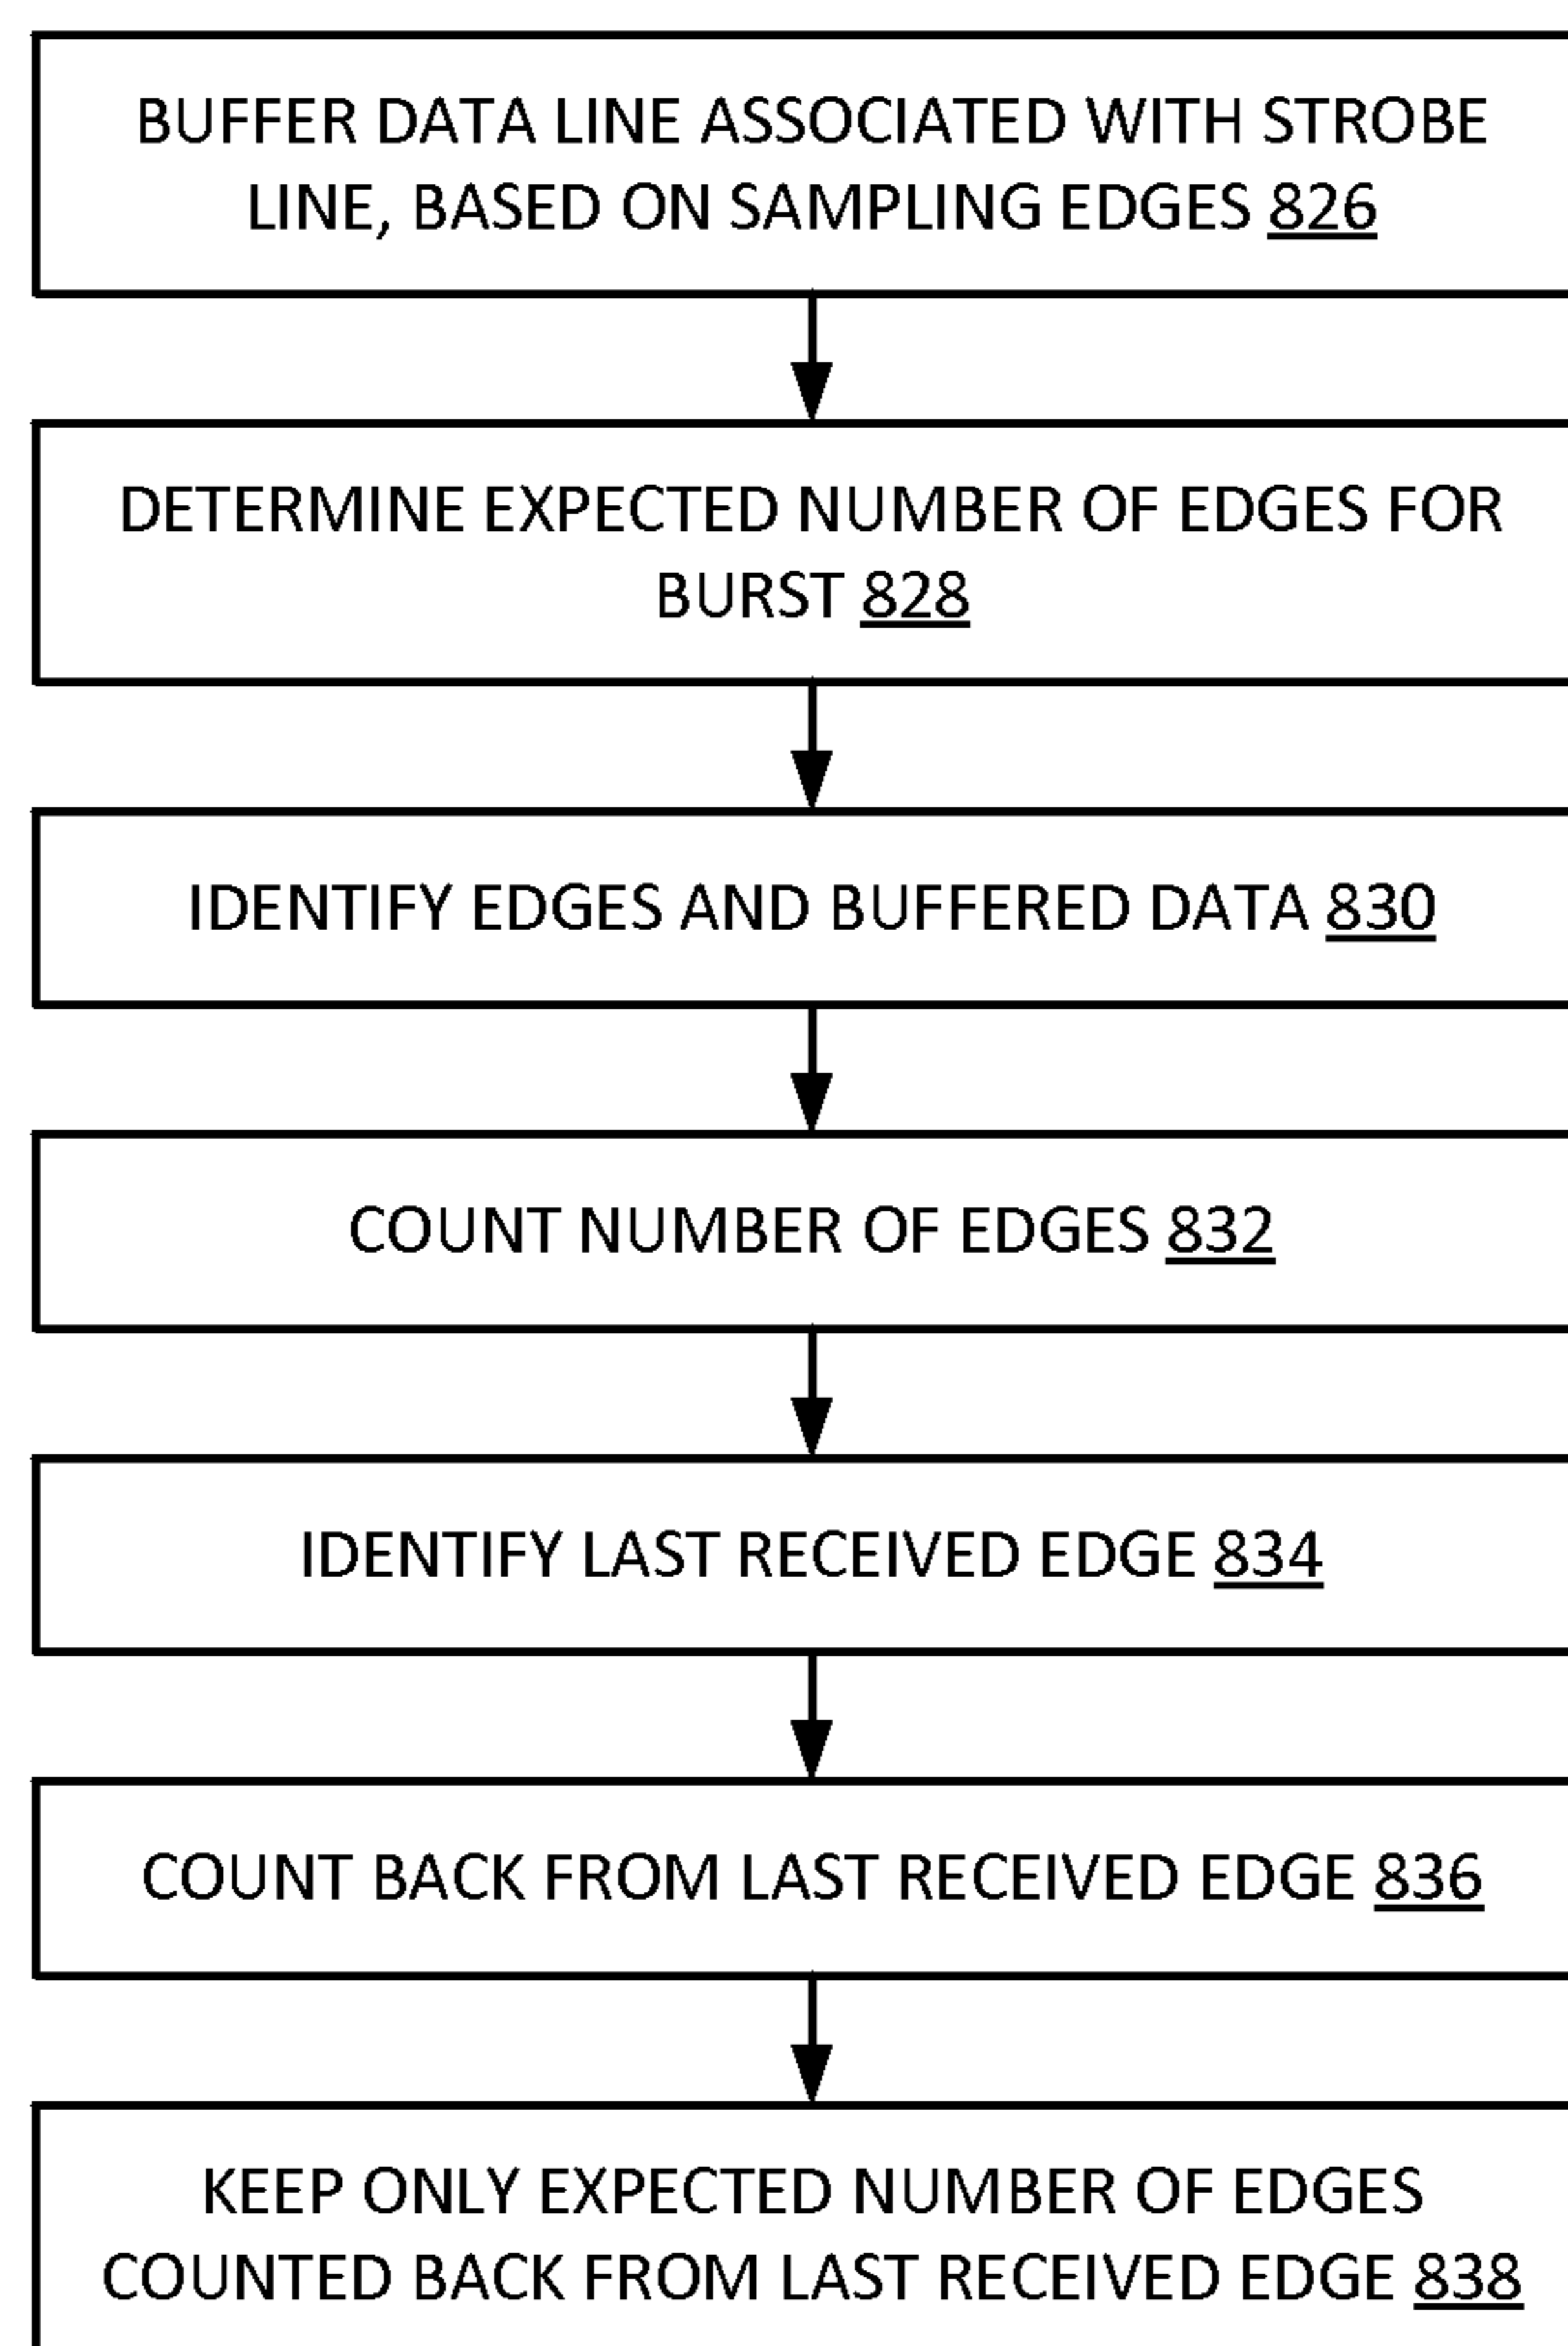 BUFFER DATA LINE ASSOCIATED WITH STROBE
LINE, BASED ON SAMPLING EDGES 826
DETERMINE EXPECTED NUMBER OF EDGES FOR
BURST 828
IDENTIFY EDGES AND BUFFERED DATA 830
COUNT NUMBER OF EDGES 832
IDENTIFY LAST RECEIVED EDGE 834
COUNT BACK FROM LAST RECEIVED EDGE 836
KEEP ONLY EXPECTED NUMBER OF EDGES
COUNTED BACK FROM LAST RECEIVED EDGE 838